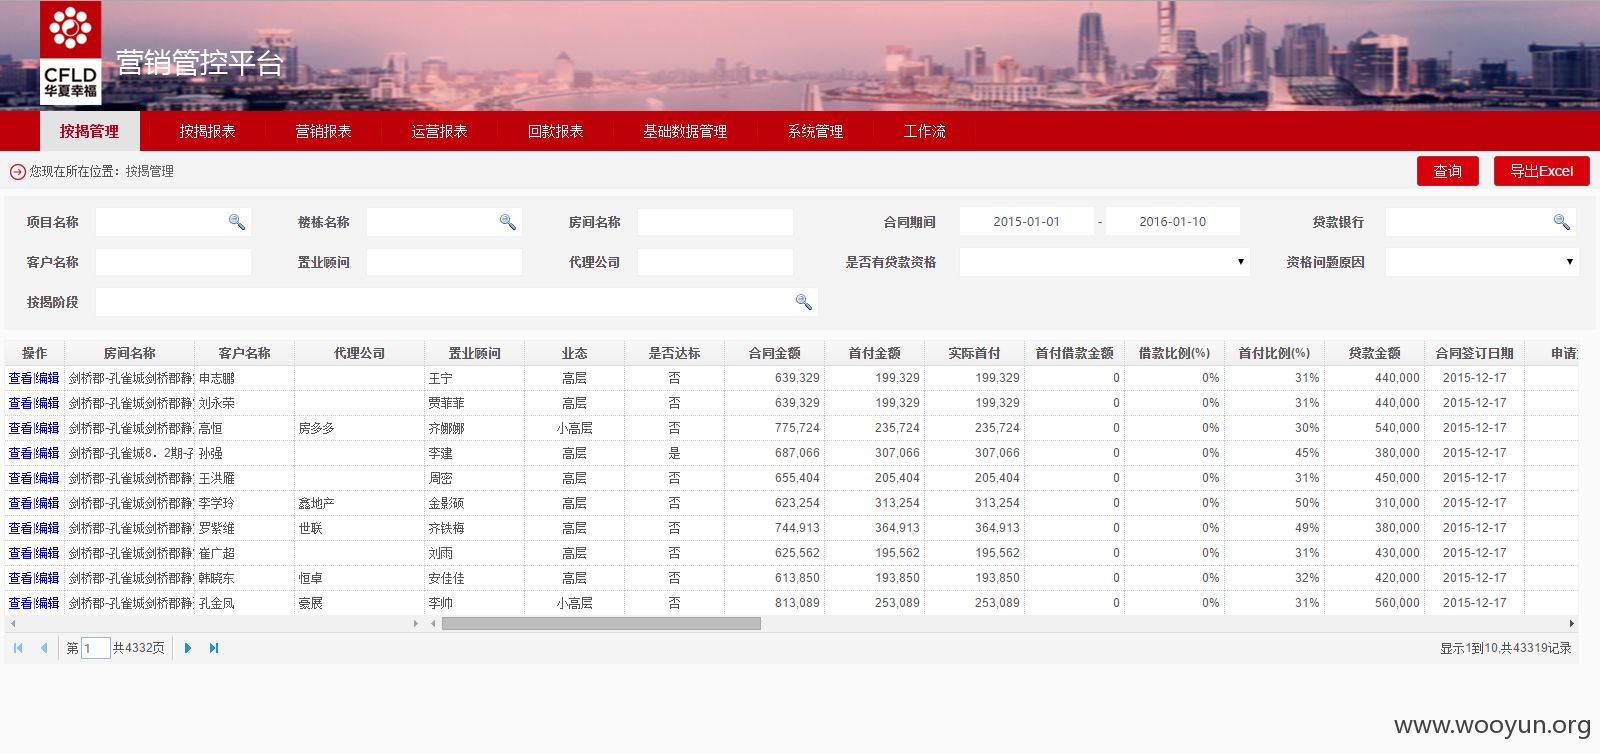 CFLD
华夏幸福
营销管控平台
按揭管理 按揭报表 营销报表 运营报表 回款报表 基础数据管理 系统管理 工作流
您现在所在位置：按揭管理 查询 导出Excel
项目名称 楼栋名称 房间名称 合同期间 2015-01-01 - 2016-01-10 贷款银行
客户名称 置业顾问 代理公司 是否有贷款资格 资格问题原因
按揭阶段
操作 房间名称 客户名称 代理公司 置业顾问 业态 是否达标 合同金额 首付金额 实际首付 首付借款金额 借款比例(%) 首付比例(%) 贷款金额 合同签订日期 申请
查看|编辑 剑桥郡-孔雀城剑桥郡静 申志鹏 王宁 高层 否 639,329 199,329 199,329 0 0% 31% 440,000 2015-12-17
查看|编辑 剑桥郡-孔雀城剑桥郡静 刘永荣 贾菲菲 高层 否 639,329 199,329 199,329 0 0% 31% 440,000 2015-12-17
查看|编辑 剑桥郡-孔雀城剑桥郡静 高恒 房多多 齐娜娜 小高层 否 775,724 235,724 235,724 0 0% 30% 540,000 2015-12-17
查看|编辑 剑桥郡-孔雀城8. 2期-孔 孙强 李建 高层 是 687,066 307,066 307,066 0 0% 45% 380,000 2015-12-17
查看|编辑 剑桥郡-孔雀城剑桥郡静 王洪雁 周密 高层 否 655,404 205,404 205,404 0 0% 31% 450,000 2015-12-17
查看|编辑 剑桥郡-孔雀城剑桥郡静 李学玲 鑫地产 金影硕 高层 否 623,254 313,254 313,254 0 0% 50% 310,000 2015-12-17
查看|编辑 剑桥郡-孔雀城剑桥郡静 罗紫维 世联 齐铁梅 高层 否 744,913 364,913 364,913 0 0% 49% 380,000 2015-12-17
查看|编辑 剑桥郡-孔雀城剑桥郡静 崔广超 刘雨 高层 否 625,562 195,562 195,562 0 0% 31% 430,000 2015-12-17
查看|编辑 剑桥郡-孔雀城剑桥郡静 韩晓东 恒卓 安佳佳 高层 否 613,850 193,850 193,850 0 0% 32% 420,000 2015-12-17
查看|编辑 剑桥郡-孔雀城剑桥郡静 孔金凤 豪展 李帅 小高层 否 813,089 253,089 253,089 0 0% 31% 560,000 2015-12-17
第 1 共4332页 显示1到10,共43319记录
www.wooyun.org